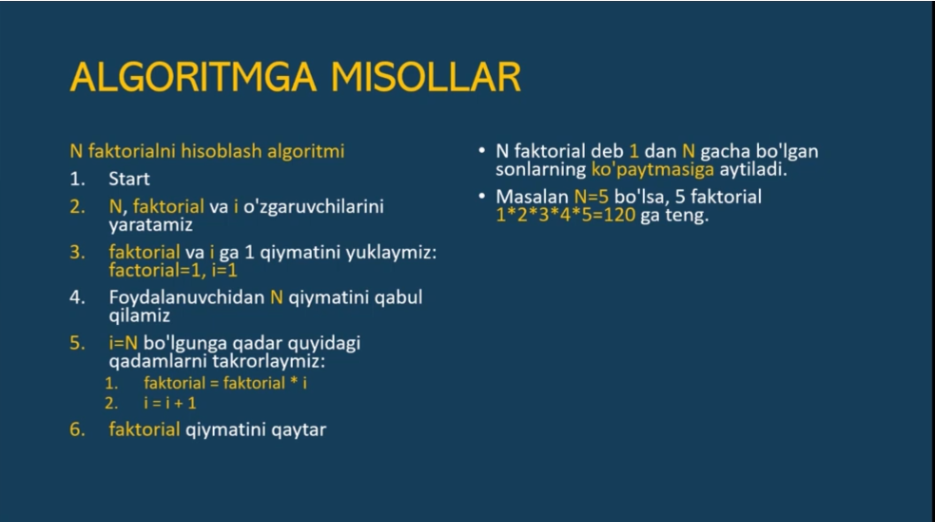 ALGORITMGA MISOLLAR
N faktorialni hisoblash algoritmi
1. Start
2. N, faktorial va i o'zgaruvchilarini
yaratamiz
3. faktorial va i ga 1 qiymatini yuklaymiz:
factorial=1, i=1
4. Foydalanuvchidan N qiymatini qabul
qilamiz
5. i=N bo'lgunga qadar quyidagi
qadamlarni takrorlaymiz:
1. faktorial = faktorial * i
2. i = i + 1
6. faktorial qiymatini qaytar
• N faktorial deb 1 dan N gacha bo'lgan
sonlarning ko'paytmasiga aytiladi.
• Masalan N=5 bo'lsa, 5 faktorial
1*2*3*4*5=120 ga teng.